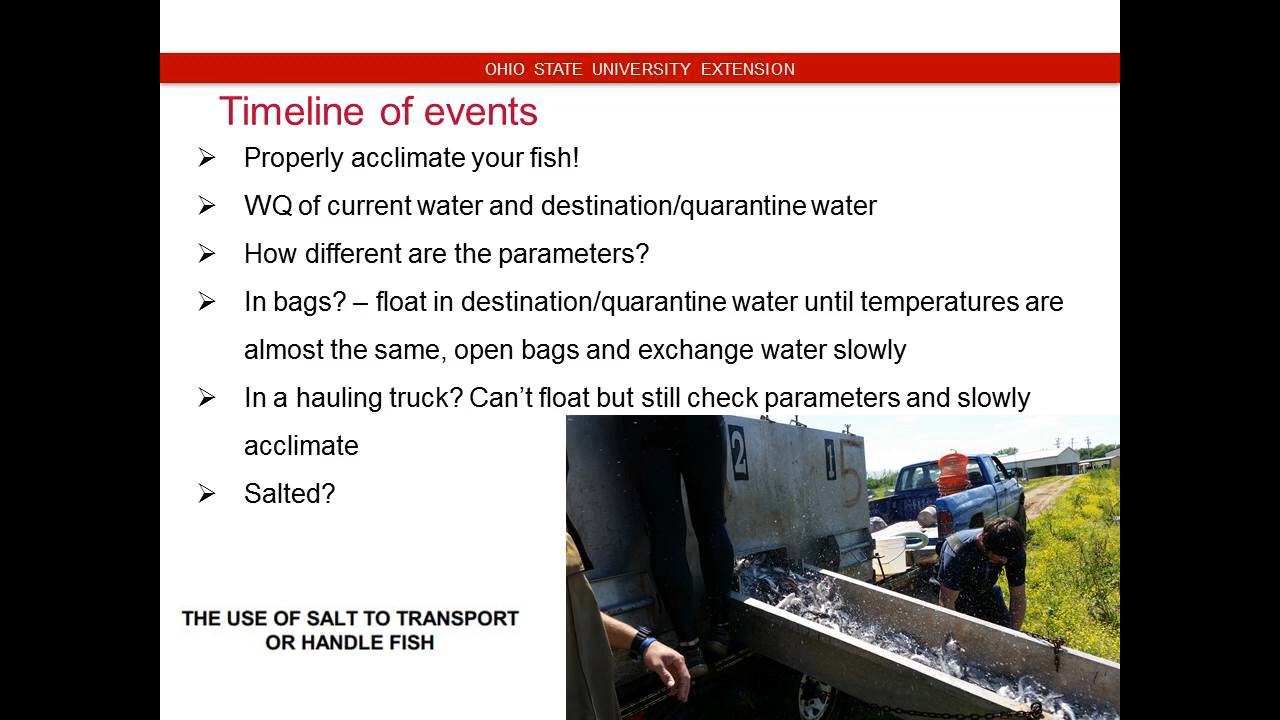 OHIO STATE UNIVERSITY EXTENSION
Timeline of events
➢ Properly acclimate your fish!
➢ WQ of current water and destination/quarantine water
➢ How different are the parameters?
➢ In bags? – float in destination/quarantine water until temperatures are
almost the same, open bags and exchange water slowly
➢ In a hauling truck? Can’t float but still check parameters and slowly
acclimate
➢ Salted?
2
1
5
THE USE OF SALT TO TRANSPORT
OR HANDLE FISH